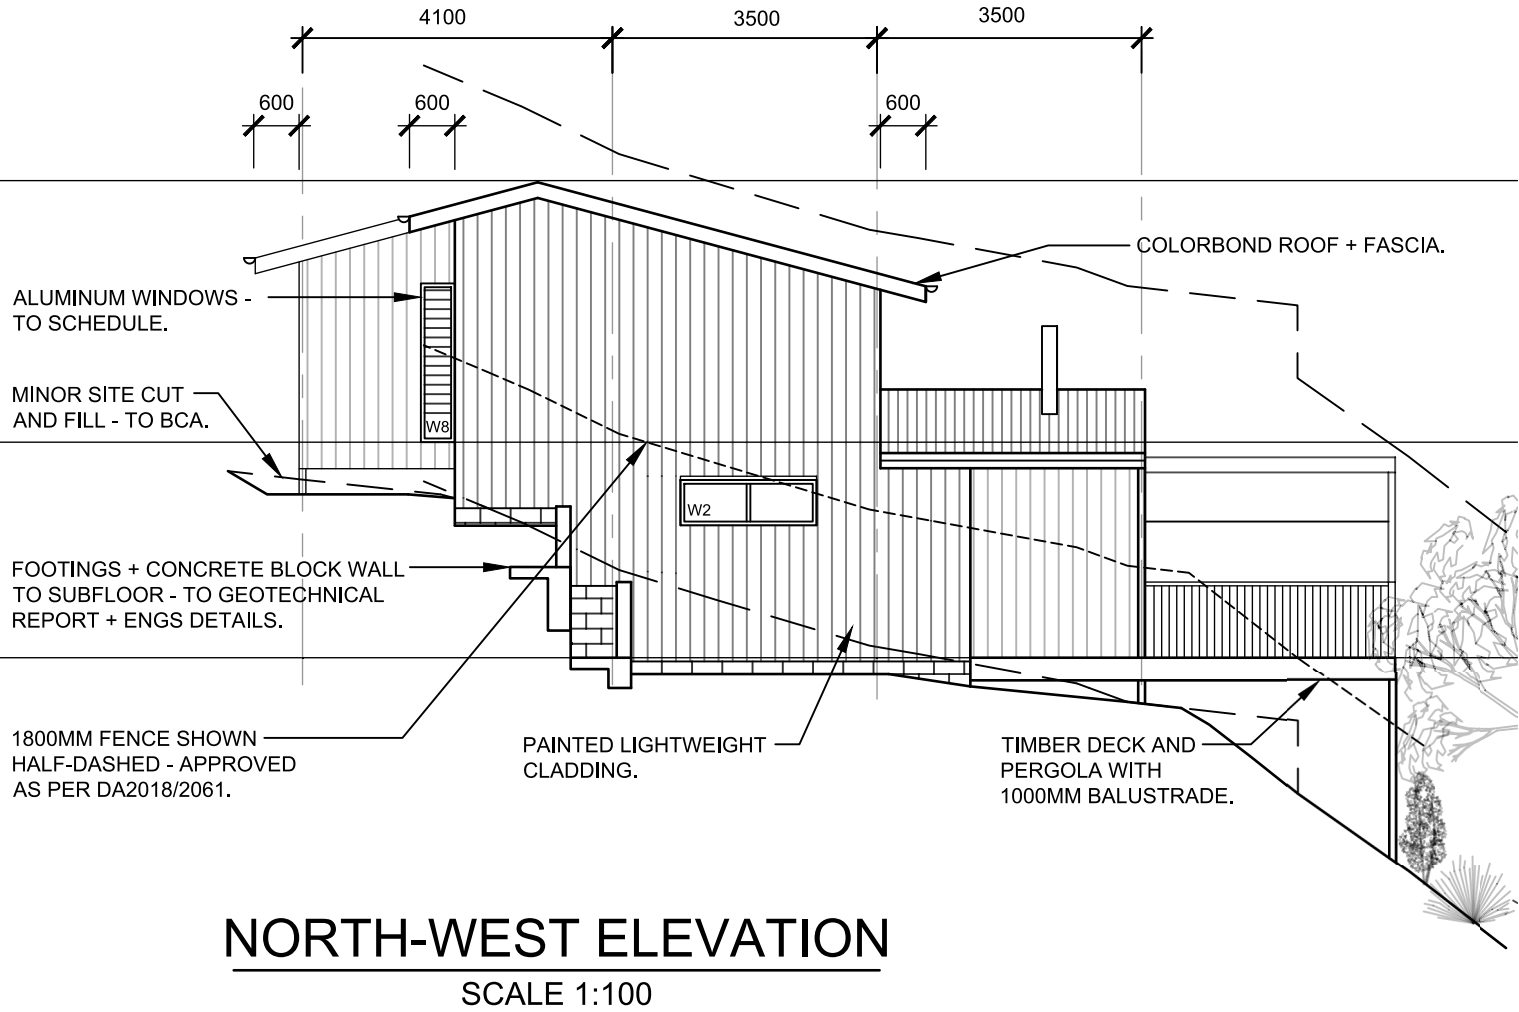 4100
3500
3500
600
600
600
COLORBOND ROOF + FASCIA.
ALUMINUM WINDOWS -
TO SCHEDULE.
MINOR SITE CUT
AND FILL - TO BCA.
W8
W2
FOOTINGS + CONCRETE BLOCK WALL
TO SUBFLOOR - TO GEOTECHNICAL
REPORT + ENGS DETAILS.
1800MM FENCE SHOWN
HALF-DASHED - APPROVED
AS PER DA2018/2061.
PAINTED LIGHTWEIGHT
CLADDING.
TIMBER DECK AND
PERGOLA WITH
1000MM BALUSTRADE.
NORTH-WEST ELEVATION
SCALE 1:100